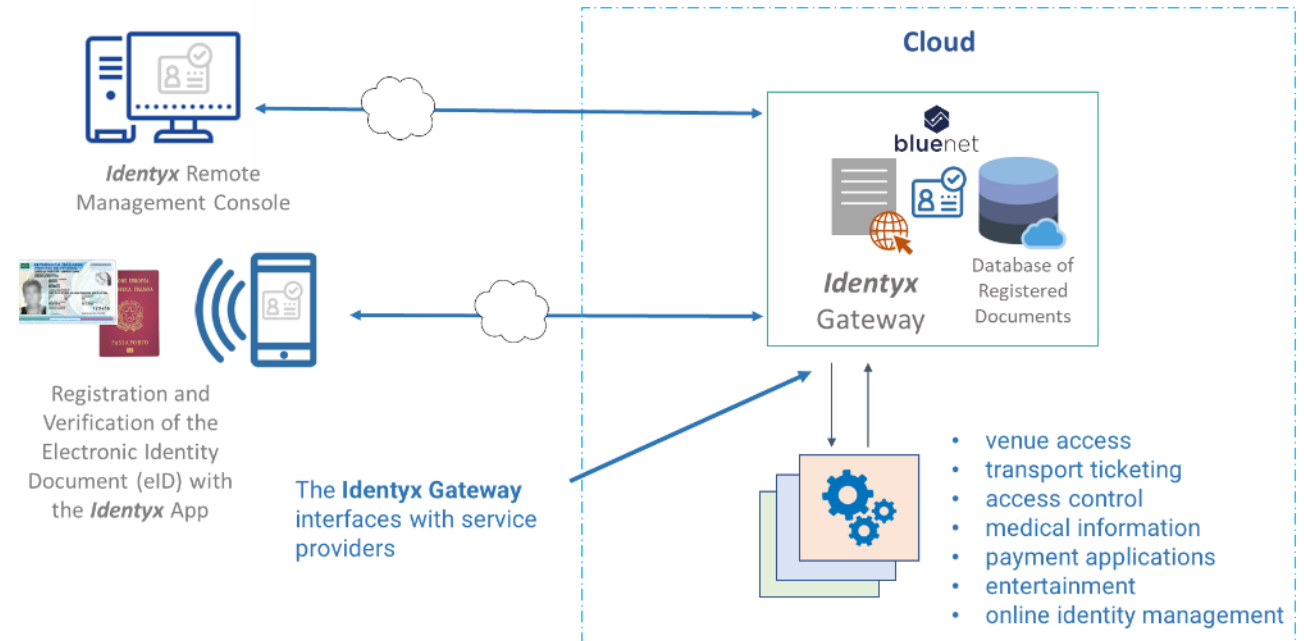 Cloud
bluenet
Identyx Remote
Management Console
Identyx
Gateway
Database of
Registered
Documents
PASSAPORTO
Registration and
Verification of the
Electronic Identity
Document (eID) with
the Identyx App
The Identyx Gateway
interfaces with service
providers
• venue access
• transport ticketing
• access control
• medical information
• payment applications
• entertainment
• online identity management